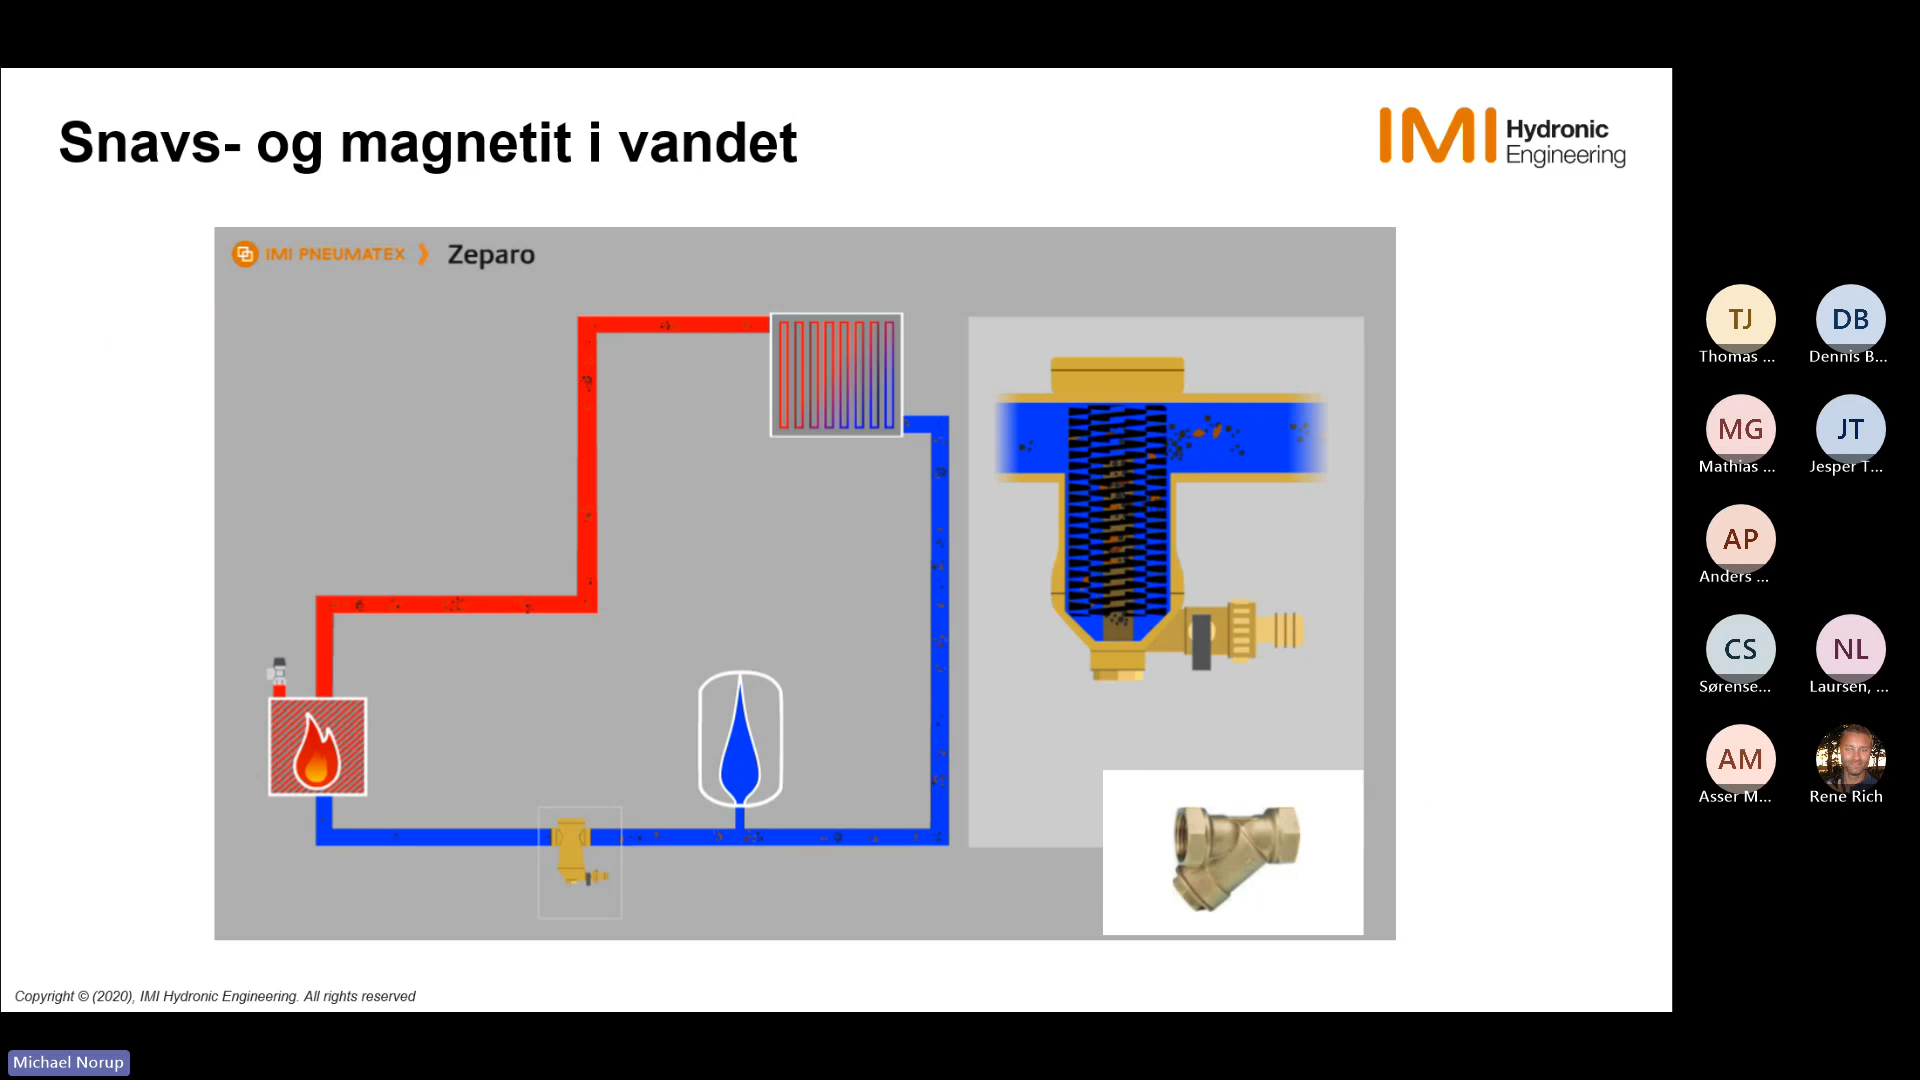 Snavs- og magnetit i vandet
IMI Hydronic
Engineering
IMI PNEUMATEX Zeparo
TJ
Thomas ...
DB
Dennis B...
MG
Mathias ...
JT
Jesper T...
AP
Anders ...
CS
Sørense...
NL
Laursen, ...
AM
Asser M...
Rene Rich
Copyright © (2020), IMI Hydronic Engineering. All rights reserved
Michael Norup